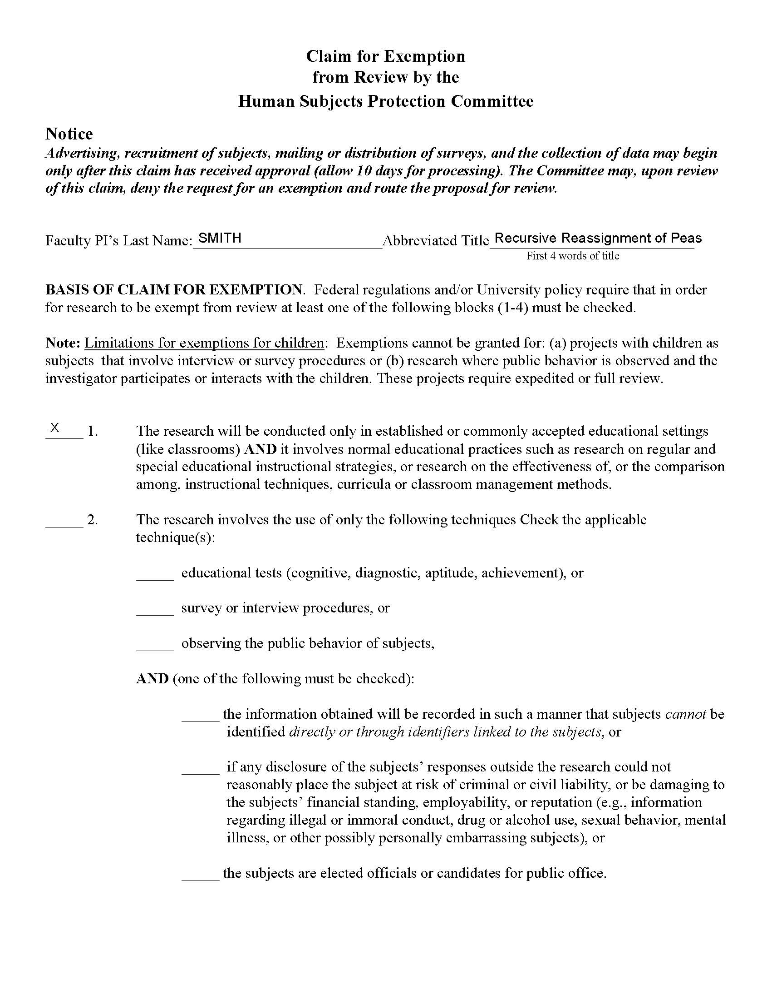 Claim for Exemption
from Review by the
Human Subjects Protection Committee
Notice
Advertising, recruitment of subjects, mailing or distribution of surveys, and the collection of data may begin
only after this claim has received approval (allow 10 days for processing). The Committee may, upon review
of this claim, deny the request for an exemption and route the proposal for review.
Faculty PI’s Last Name: SMITH Abbreviated Title Recursive Reassignment of Peas
First 4 words of title
BASIS OF CLAIM FOR EXEMPTION. Federal regulations and/or University policy require that in order
for research to be exempt from review at least one of the following blocks (1-4) must be checked.
Note: Limitations for exemptions for children: Exemptions cannot be granted for: (a) projects with children as
subjects that involve interview or survey procedures or (b) research where public behavior is observed and the
investigator participates or interacts with the children. These projects require expedited or full review.
X 1. The research will be conducted only in established or commonly accepted educational settings
(like classrooms) AND it involves normal educational practices such as research on regular and
special educational instructional strategies, or research on the effectiveness of, or the comparison
among, instructional techniques, curricula or classroom management methods.
_____ 2. The research involves the use of only the following techniques Check the applicable
technique(s):
_____ educational tests (cognitive, diagnostic, aptitude, achievement), or
_____ survey or interview procedures, or
_____ observing the public behavior of subjects,
AND (one of the following must be checked):
_____ the information obtained will be recorded in such a manner that subjects cannot be
identified directly or through identifiers linked to the subjects, or
_____ if any disclosure of the subjects’ responses outside the research could not
reasonably place the subject at risk of criminal or civil liability, or be damaging to
the subjects’ financial standing, employability, or reputation (e.g., information
regarding illegal or immoral conduct, drug or alcohol use, sexual behavior, mental
illness, or other possibly personally embarrassing subjects), or
_____ the subjects are elected officials or candidates for public office.